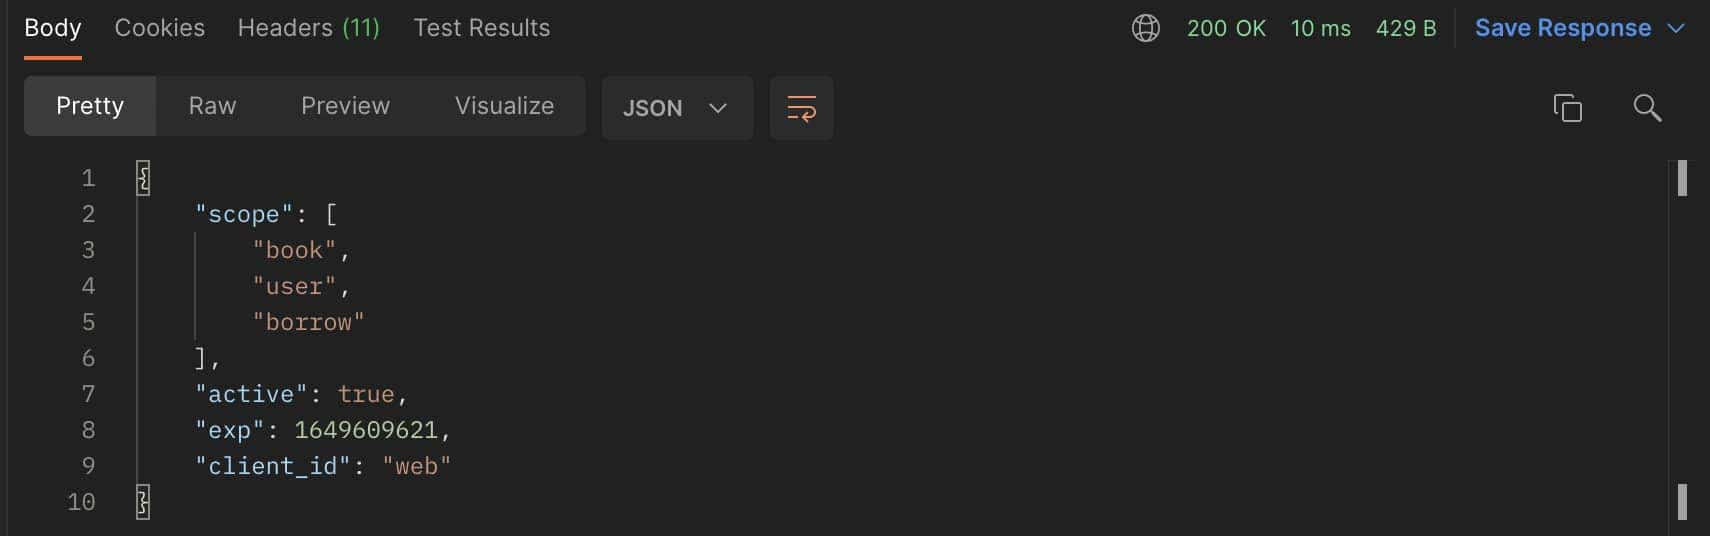 Body Cookies Headers (11) Test Results 200 OK 10 ms 429 B Save Response
Pretty Raw Preview Visualize JSON
1 {
2 "scope": [
3 "book",
4 "user",
5 "borrow"
6 ],
7 "active": true,
8 "exp": 1649609621,
9 "client_id": "web"
10 }